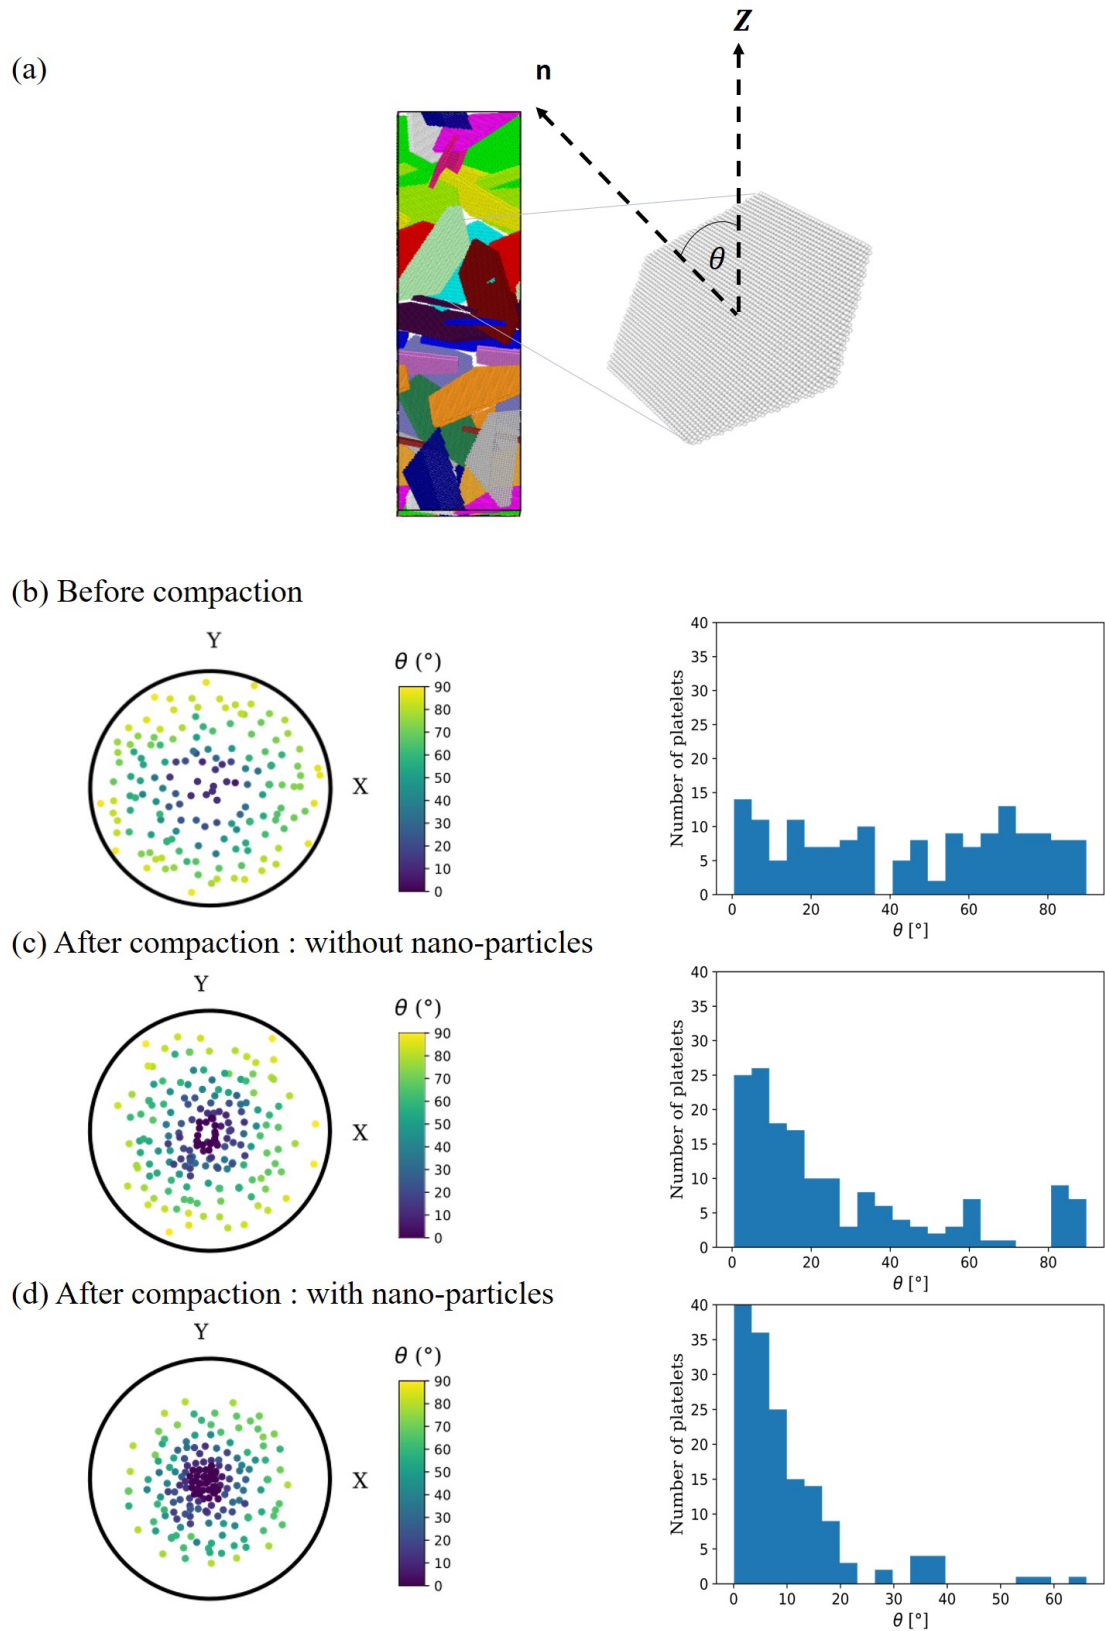 (a)
Z
n
θ
(b) Before compaction
Y
X
θ (°)
90
80
70
60
50
40
30
20
10
0
Number of platelets
40
35
30
25
20
15
10
5
0
0 20 40 60 80
θ [°]
(c) After compaction : without nano-particles
Y
X
θ (°)
90
80
70
60
50
40
30
20
10
0
Number of platelets
40
35
30
25
20
15
10
5
0
0 20 40 60 80
θ [°]
(d) After compaction : with nano-particles
Y
X
θ (°)
90
80
70
60
50
40
30
20
10
0
Number of platelets
40
35
30
25
20
15
10
5
0
0 10 20 30 40 50 60
θ [°]